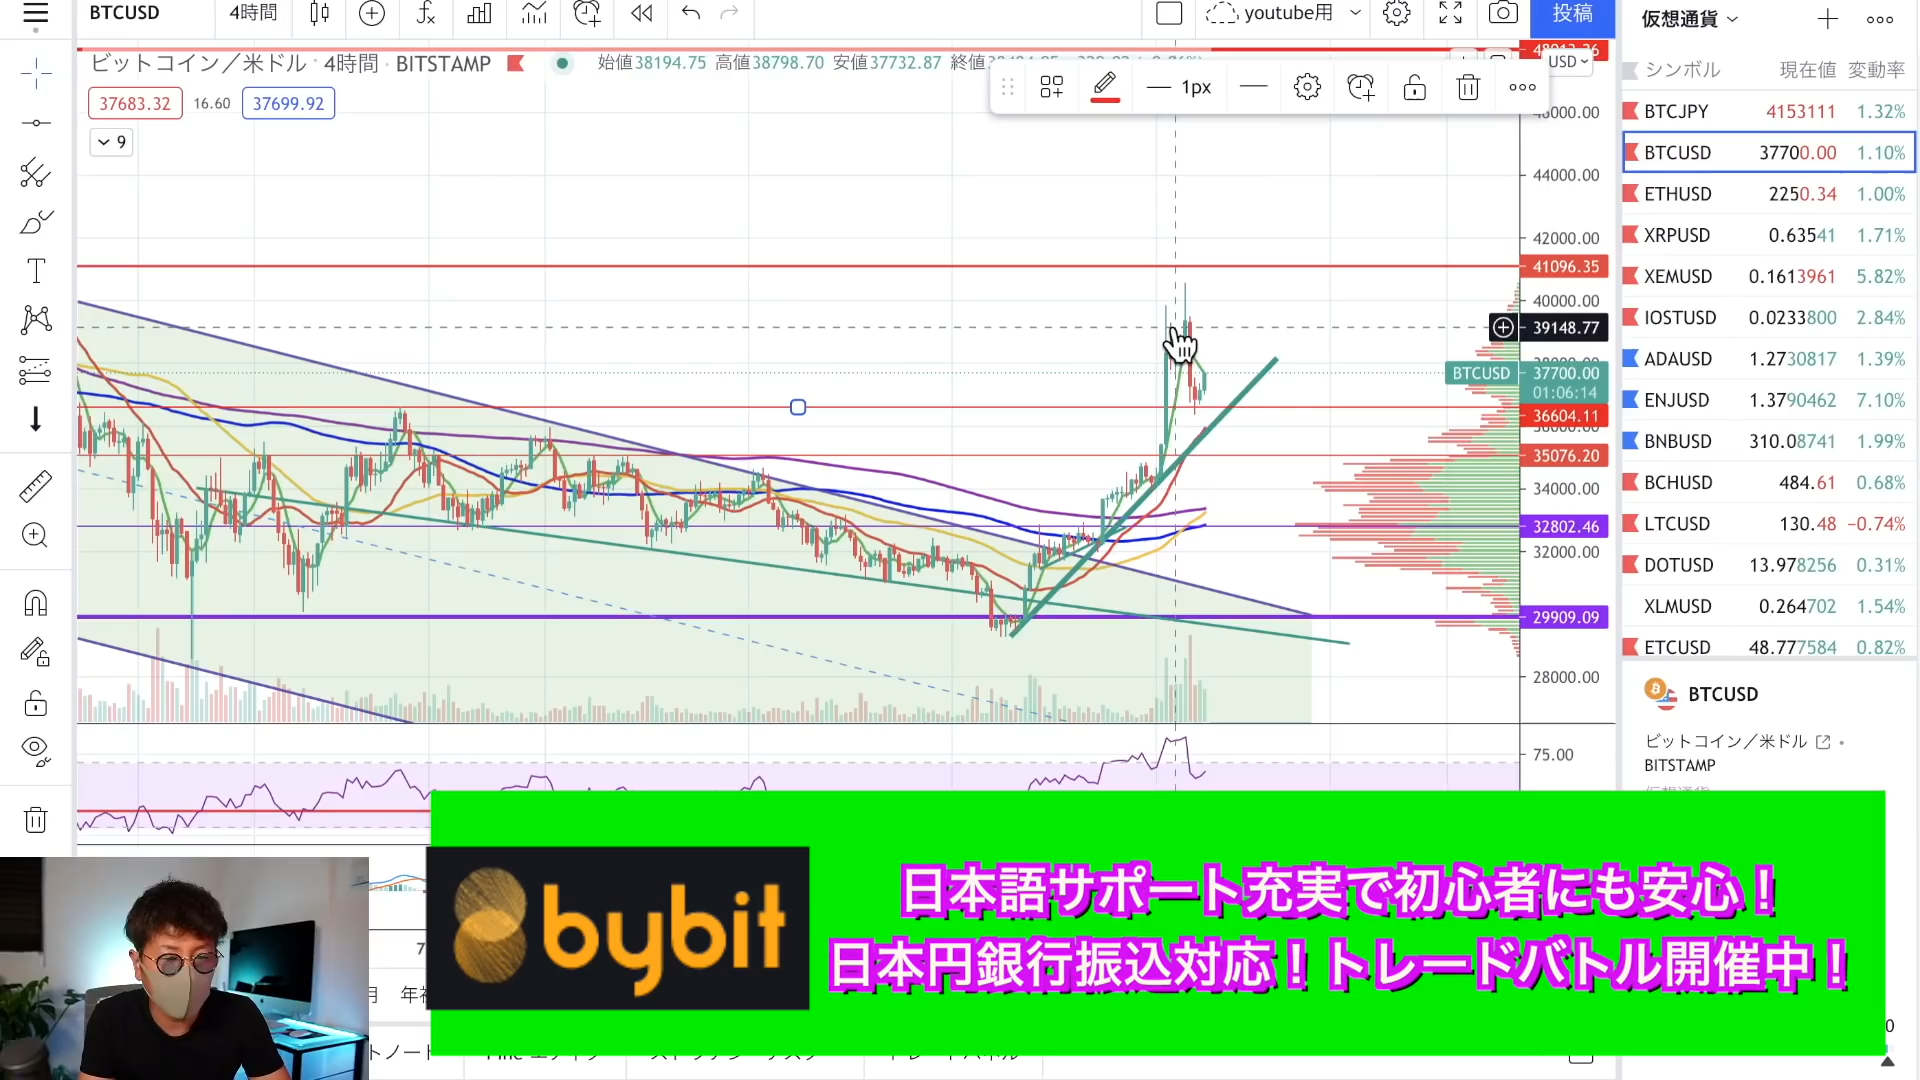 BTCUSD 4時間 youtube用 投稿
ビットコイン／米ドル · 4時間 · BITSTAMP 始値38194.75 高値38798.70 安値37732.87
37683.32 16.60 37699.92
9
1px
USD
46000.00
44000.00
42000.00
41096.35
40000.00
39148.77
BTCUSD 37700.00
01:06:14
36604.11
35076.20
34000.00
32802.46
32000.00
29909.09
28000.00
75.00
仮想通貨
シンボル 現在値 変動率
BTCJPY 4153111 1.32%
BTCUSD 37700.00 1.10%
ETHUSD 2250.34 1.00%
XRPUSD 0.63541 1.71%
XEMUSD 0.1613961 5.82%
IOSTUSD 0.0233800 2.84%
ADAUSD 1.2730817 1.39%
ENJUSD 1.3790462 7.10%
BNBUSD 310.08741 1.99%
BCHUSD 484.61 0.68%
LTCUSD 130.48 −0.74%
DOTUSD 13.978256 0.31%
XLMUSD 0.264702 1.54%
ETCUSD 48.777584 0.82%
BTCUSD
ビットコイン／米ドル
BITSTAMP
bybit
日本語サポート充実で初心者にも安心！
日本円銀行振込対応！トレードバトル開催中！